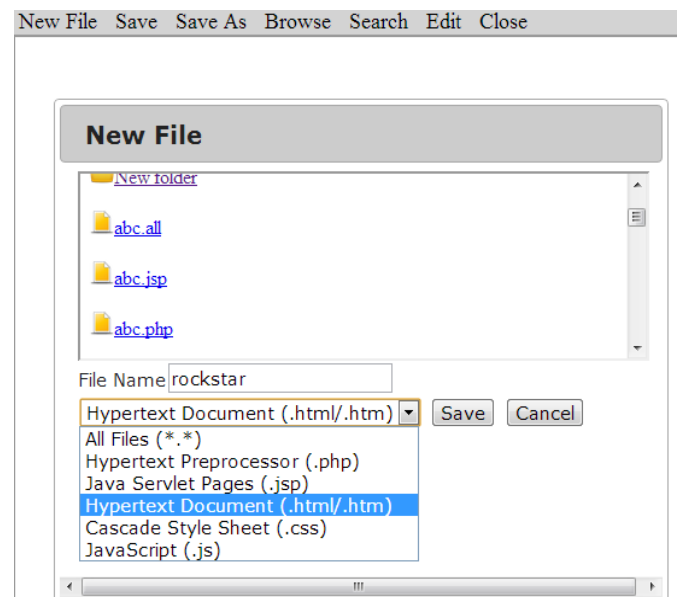 New File Save Save As Browse Search Edit Close
New File
New folder
abc.all
abc.jsp
abc.php
File Name rockstar
Hypertext Document (.html/.htm) Save Cancel
All Files (*.*)
Hypertext Preprocessor (.php)
Java Servlet Pages (.jsp)
Hypertext Document (.html/.htm)
Cascade Style Sheet (.css)
JavaScript (.js)